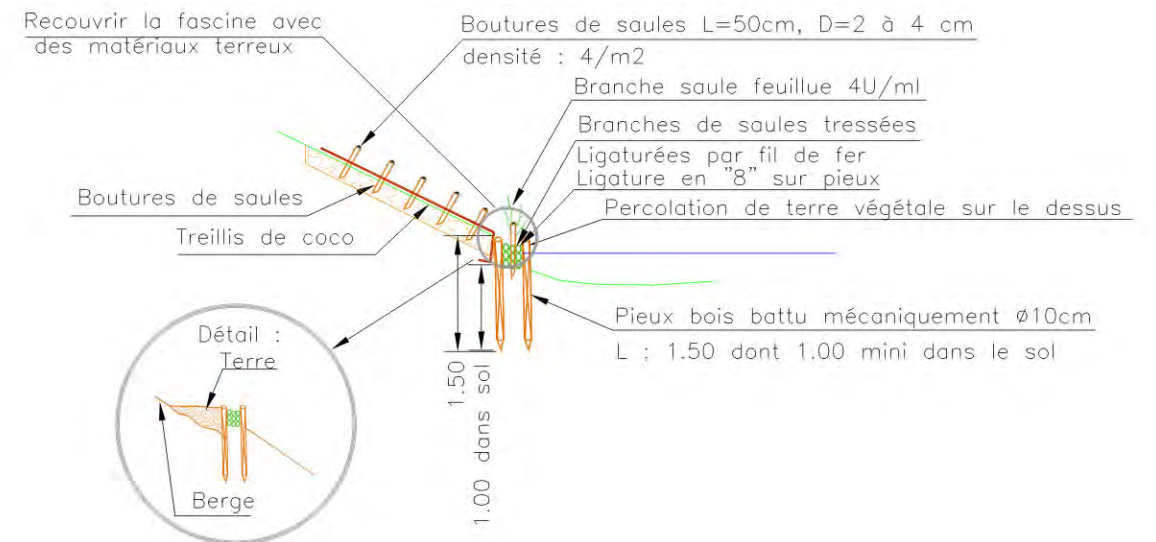 Recouvrir la fascine avec
des matériaux terreux
Boutures de saules L=50cm, D=2 à 4 cm
densité : 4/m2
Branche saule feuillue 4U/ml
Branches de saules tressées
Ligaturées par fil de fer
Ligature en "8" sur pieux
Percolation de terre végétale sur le dessus
Boutures de saules
Treillis de coco
Pieux bois battu mécaniquement Ø10cm
L : 1.50 dont 1.00 mini dans le sol
1.50
1.00 dans sol
Détail :
Terre
Berge